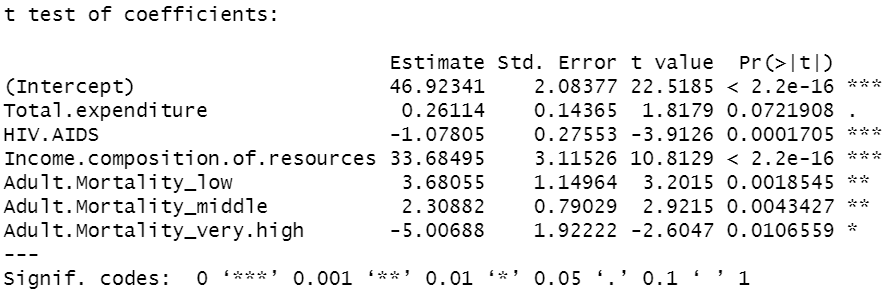 t test of coefficients:
Estimate Std. Error t value Pr(>|t|)
(Intercept) 46.92341 2.08377 22.5185 < 2.2e-16 ***
Total.expenditure 0.26114 0.14365 1.8179 0.0721908 .
HIV.AIDS -1.07805 0.27553 -3.9126 0.0001705 ***
Income.composition.of.resources 33.68495 3.11526 10.8129 < 2.2e-16 ***
Adult.Mortality_low 3.68055 1.14964 3.2015 0.0018545 **
Adult.Mortality_middle 2.30882 0.79029 2.9215 0.0043427 **
Adult.Mortality_very.high -5.00688 1.92222 -2.6047 0.0106559 *
---
Signif. codes: 0 ‘***’ 0.001 ‘**’ 0.01 ‘*’ 0.05 ‘.’ 0.1 ‘ ’ 1